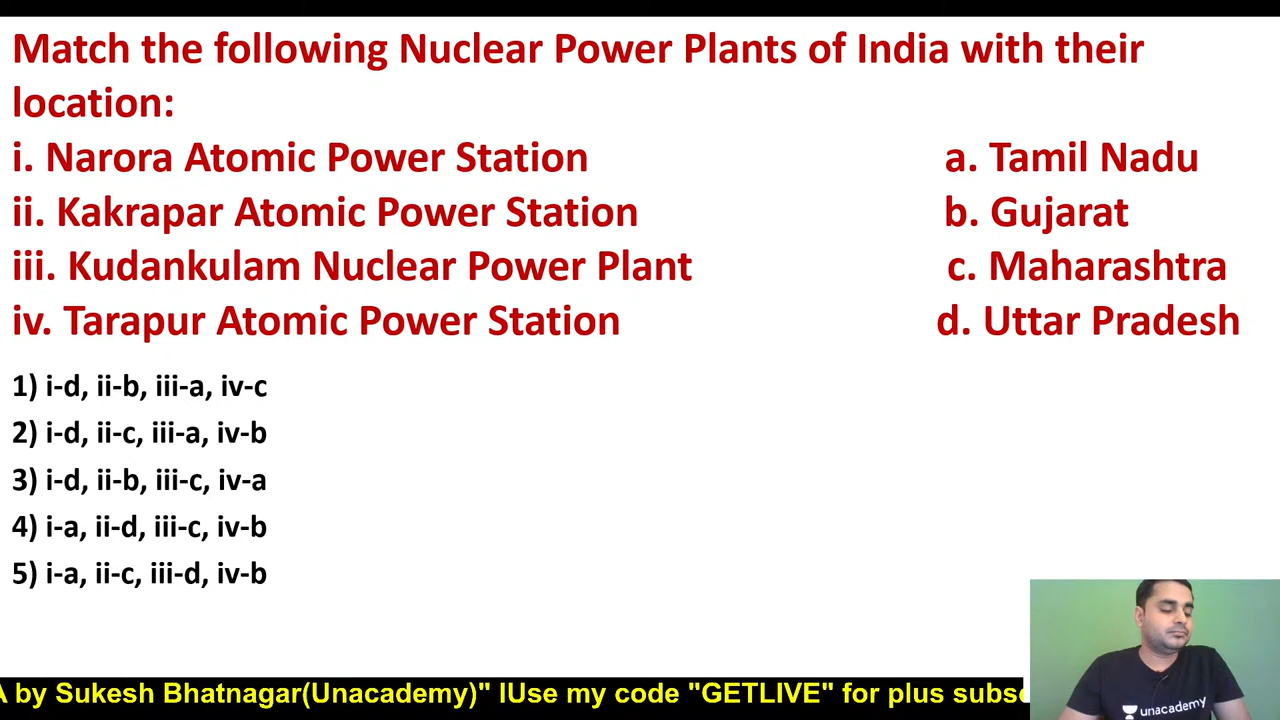 Match the following Nuclear Power Plants of India with their
location:
i. Narora Atomic Power Station a. Tamil Nadu
ii. Kakrapar Atomic Power Station b. Gujarat
iii. Kudankulam Nuclear Power Plant c. Maharashtra
iv. Tarapur Atomic Power Station d. Uttar Pradesh
1) i-d, ii-b, iii-a, iv-c
2) i-d, ii-c, iii-a, iv-b
3) i-d, ii-b, iii-c, iv-a
4) i-a, ii-d, iii-c, iv-b
5) i-a, ii-c, iii-d, iv-b
unacademy
A by Sukesh Bhatnagar(Unacademy)" IUse my code "GETLIVE" for plus subsc